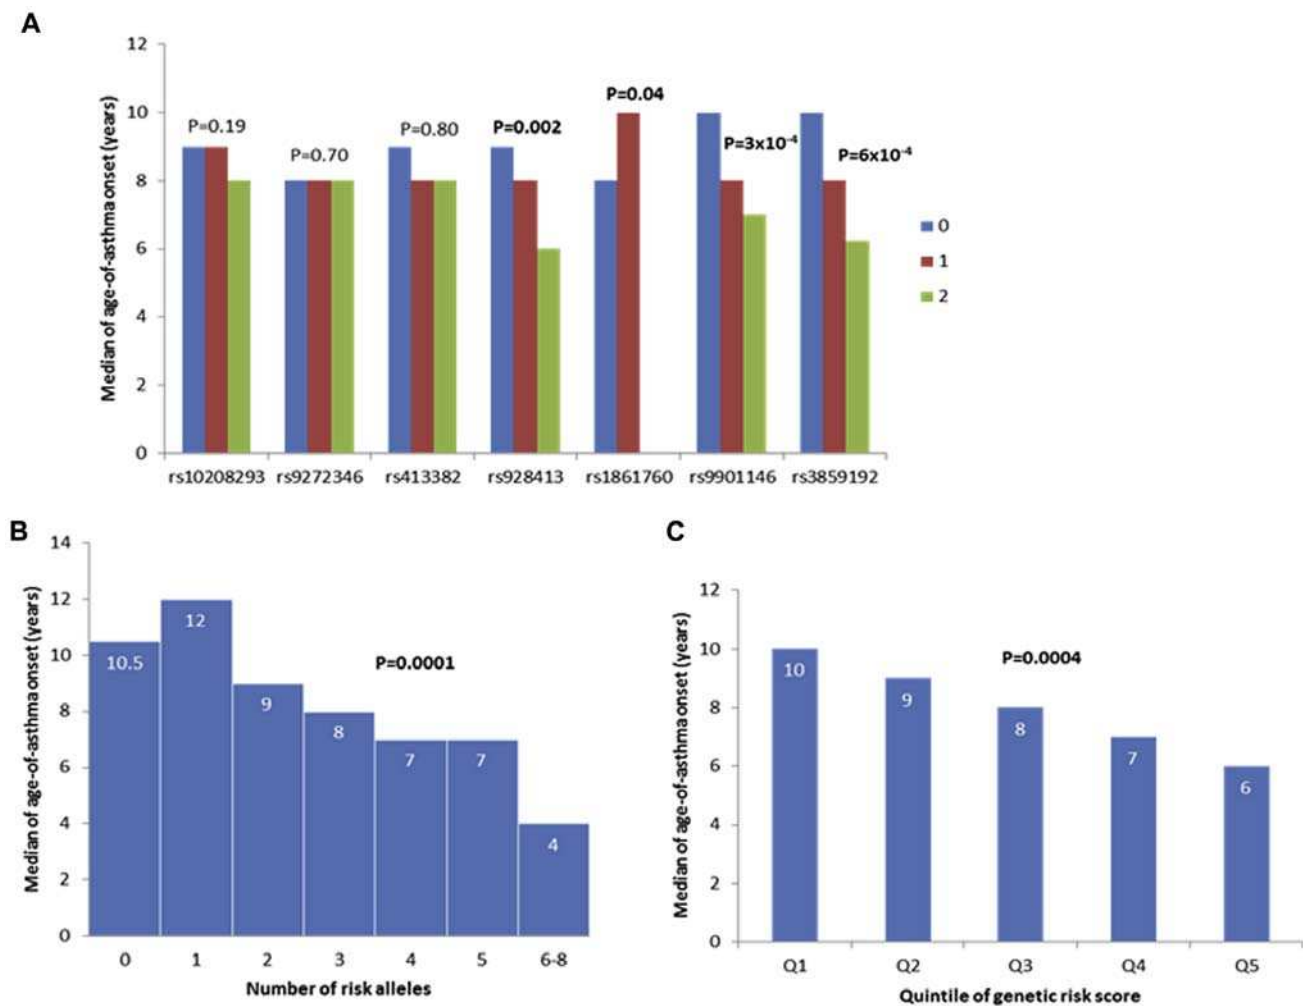 A
Median of age-of-asthma onset (years)
12
10
8
6
4
2
0
P=0.19
P=0.70
P=0.80
P=0.002
P=0.04
P=3x10-4
P=6x10-4
rs10208293 rs9272346 rs413382 rs928413 rs1861760 rs9901146 rs3859192
0
1
2
B
Median of age-of-asthma onset (years)
14
12
10
8
6
4
2
0
10.5
12
9
8
7
7
4
P=0.0001
0 1 2 3 4 5 6-8
Number of risk alleles
C
Median of age-of-asthma onset (years)
12
10
8
6
4
2
0
10
9
8
7
6
P=0.0004
Q1 Q2 Q3 Q4 Q5
Quintile of genetic risk score